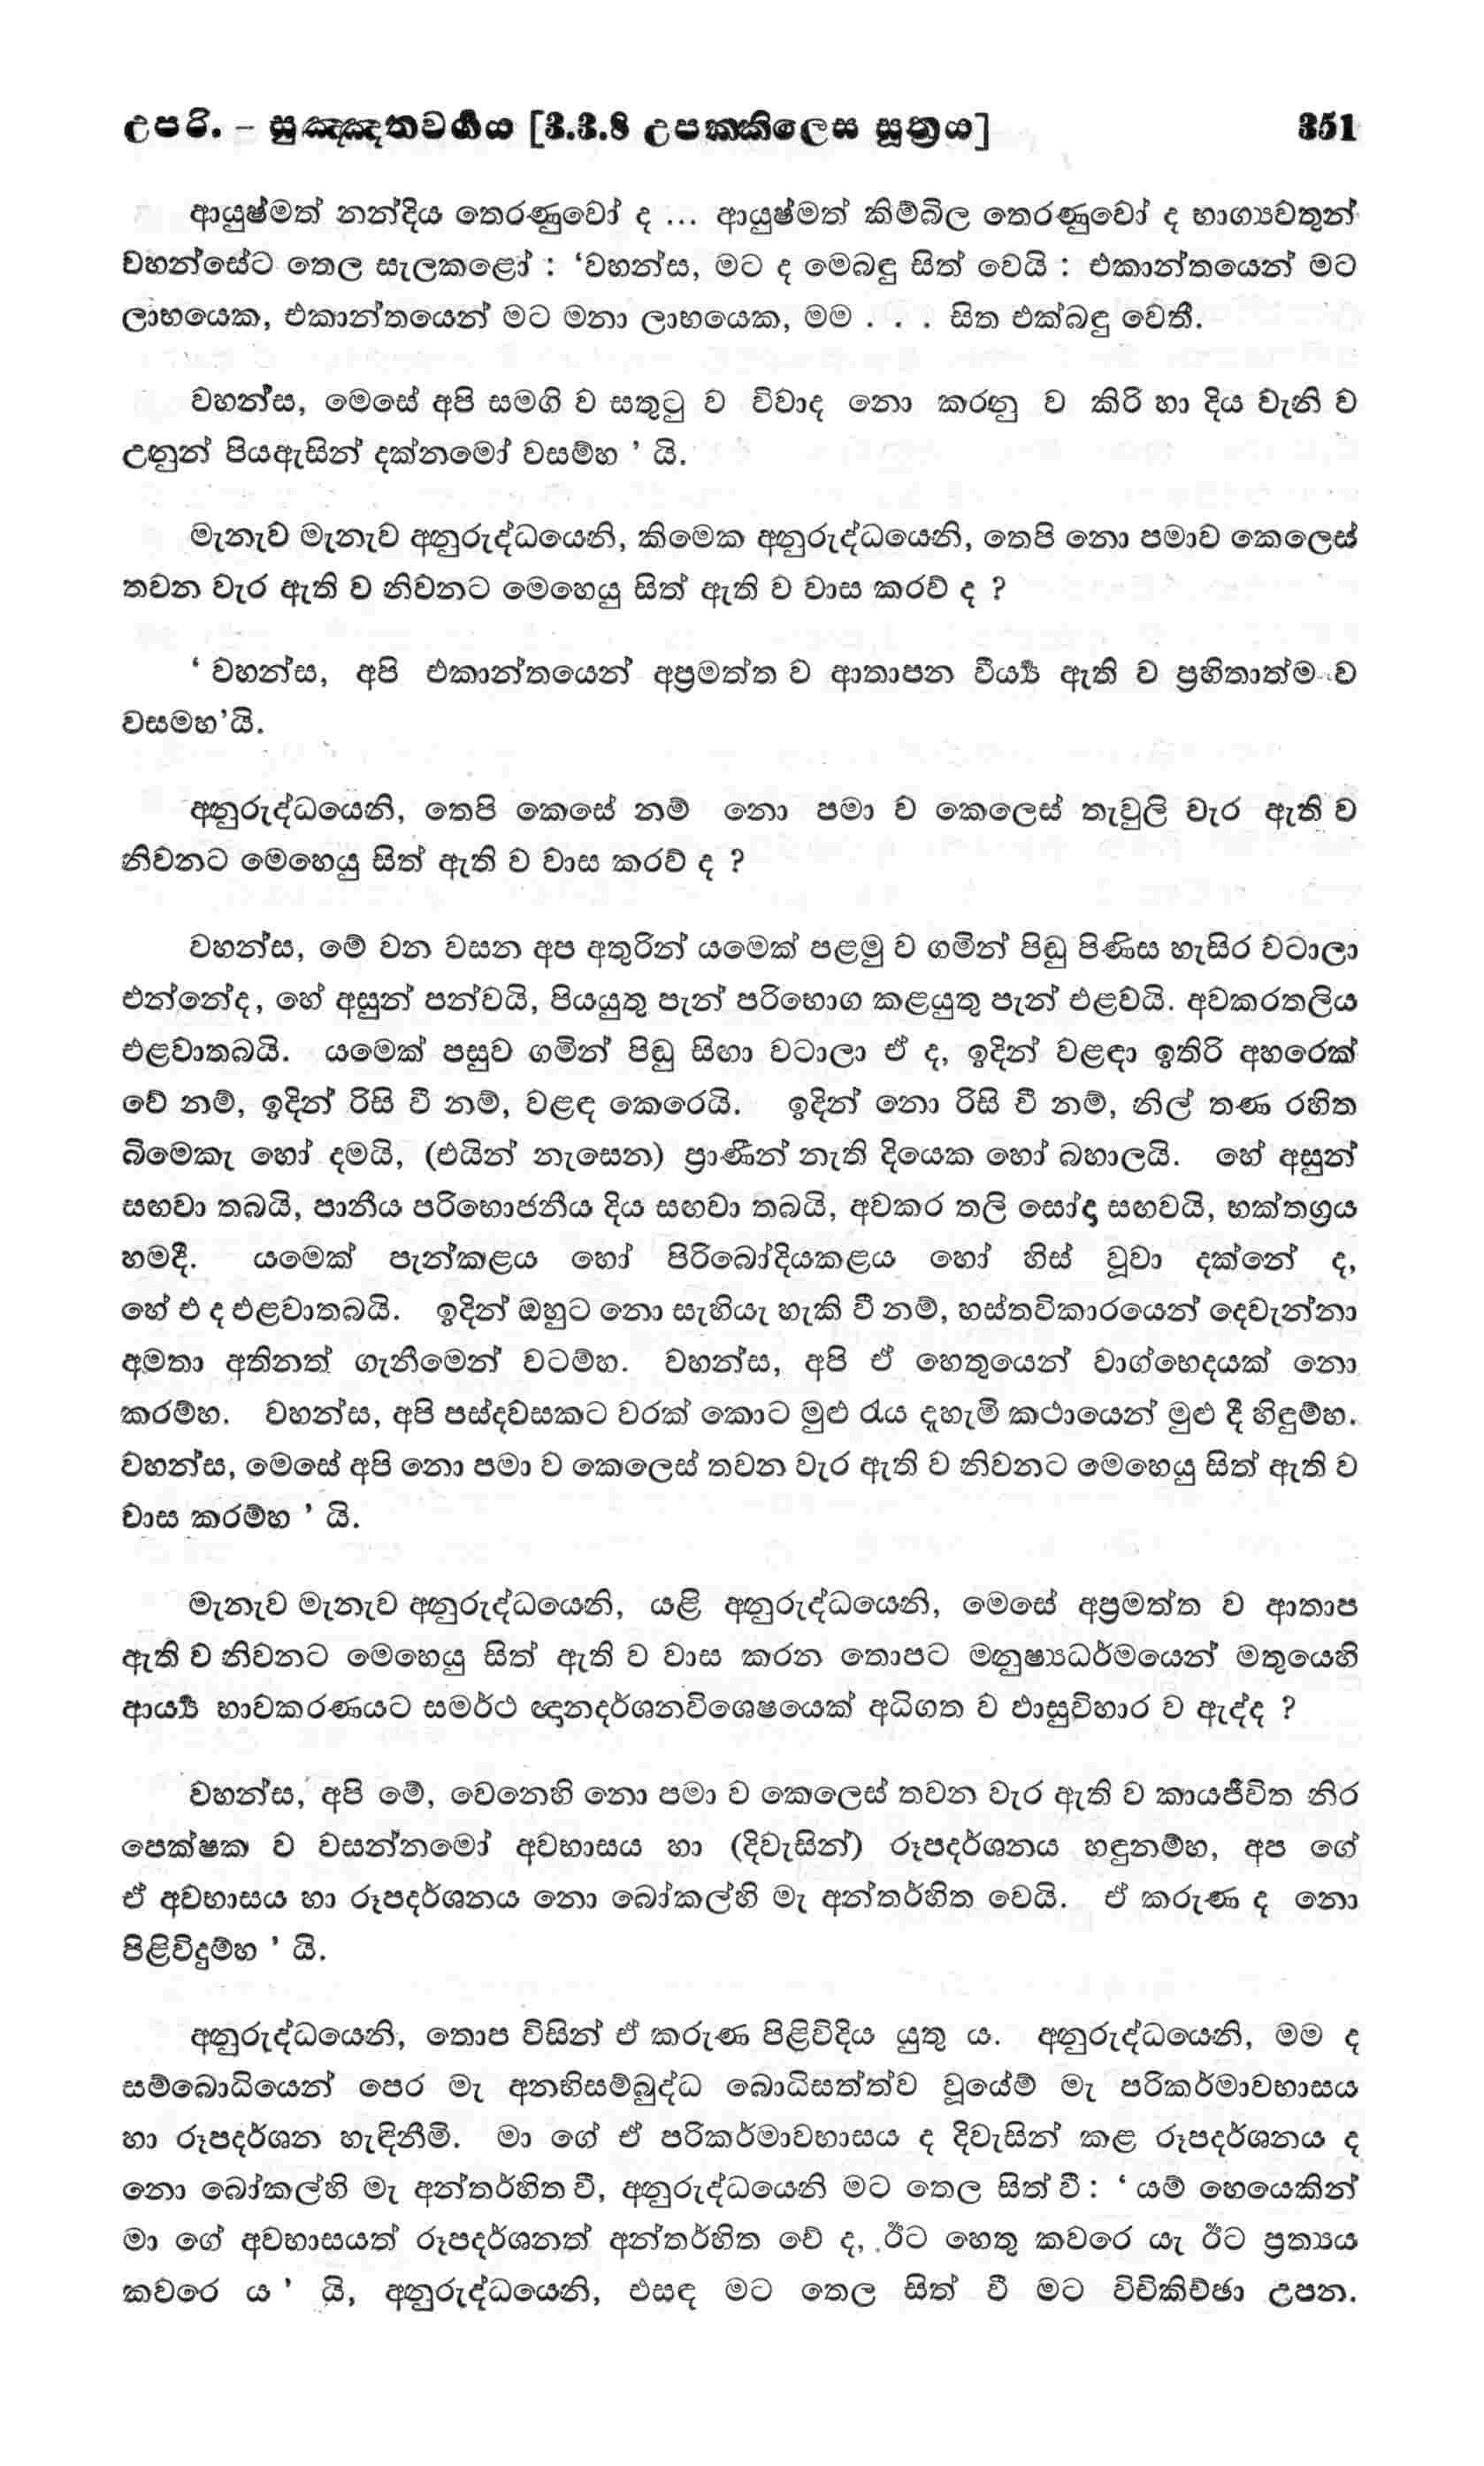 උපරි. – සුඤ්ඤතවර්‍ගය [3.3.8 උපක්කිලෙස සූත්‍රය] 351
ආයුෂ්මත් නන්දිය තෙරණුවෝ ද ... ආයුෂ්මත් කිම්බිල තෙරණුවෝ ද භාග්‍යවතුන්
වහන්සේට තෙල සැලකළෝ : ‘වහන්ස, මට ද මෙබඳු සිත් වෙයි : එකාන්තයෙන් මට
ලාභයෙක, එකාන්තයෙන් මට මනා ලාභයෙක, මම . . . සිත එක්බඳු වෙතී.
වහන්ස, මෙසේ අපි සමගි ව සතුටු ව විවාද නො කරනු ව කිරි හා දිය වැනි ව
උනුන් පියඇසින් දක්නමෝ වසම්හ ’ යි.
මැනැව මැනැව අනුරුද්ධයෙනි, කිමෙක අනුරුද්ධයෙනි, තෙපි නො පමාව කෙලෙස්
තවන වැර ඇති ව නිවනට මෙහෙයු සිත් ඇති ව වාස කරව් ද ?
‘ වහන්ස, අපි එකාන්තයෙන් අප්‍රමත්ත ව ආතාපන වීර්‍ය්‍ය ඇති ව ප්‍රහිතාත්ම ව
වසමහ’යි.
අනුරුද්ධයෙනි, තෙපි කෙසේ නම් නො පමා ව කෙලෙස් තැවුලි වැර ඇති ව
නිවනට මෙහෙයු සිත් ඇති ව වාස කරව් ද ?
වහන්ස, මේ වන වසන අප අතුරින් යමෙක් පළමු ව ගමින් පිඬු පිණිස හැසිර වටාලා
එන්නේද, හේ අසුන් පන්වයි, පියයුතු පැන් පරිභොග කළයුතු පැන් එළවයි. අවකරතලිය
එළවාතබයි. යමෙක් පසුව ගමින් පිඬු සිඟා වටාලා ඒ ද, ඉදින් වළඳා ඉතිරි අහරෙක්
වේ නම්, ඉදින් රිසි වී නම්, වළඳ කෙරෙයි. ඉදින් නො රිසි වී නම්, නිල් තණ රහිත
බිමෙකැ හෝ දමයි, (එයින් නැසෙන) ප්‍රාණීන් නැති දියෙක හෝ බහාලයි. හේ අසුන්
සඟවා තබයි, පානීය පරිභොජනීය දිය සඟවා තබයි, අවකර තලි සෝදා සඟවයි, භක්තග්‍රය
හමදී. යමෙක් පැන්කළය හෝ පිරිබෝදියකළය හෝ හිස් වූවා දක්නේ ද,
හේ එ ද එළවාතබයි. ඉදින් ඔහුට නො සැහියැ හැකි වී නම්, හස්තවිකාරයෙන් දෙවැන්නා
අමතා අතිනත් ගැනීමෙන් වටම්හ. වහන්ස, අපි ඒ හෙතුයෙන් වාග්භෙදයක් නො
කරම්හ. වහන්ස, අපි පස්දවසකට වරක් කොට මුළු රැය දැහැමි කථායෙන් මුළු දී හිඳුම්හ.
වහන්ස, මෙසේ අපි නො පමා ව කෙලෙස් තවන වැර ඇති ව නිවනට මෙහෙයු සිත් ඇති ව
වාස කරම්හ ’ යි.
මැනැව මැනැව අනුරුද්ධයෙනි, යළි අනුරුද්ධයෙනි, මෙසේ අප්‍රමත්ත ව ආතාප
ඇති ව නිවනට මෙහෙයු සිත් ඇති ව වාස කරන තොපට මනුෂ්‍යධර්මයෙන් මතුයෙහි
ආර්‍ය්‍ය භාවකරණයට සමර්ථ ඥානදර්ශනවිශෙෂයෙක් අධිගත ව ඵාසුවිහාර ව ඇද්ද ?
වහන්ස, අපි මේ, වෙනෙහි නො පමා ව කෙලෙස් තවන වැර ඇති ව කායජීවිත නිර
පෙක්ෂක ව වසන්නමෝ අවභාසය හා (දිවැසින්) රූපදර්ශනය හඳුනම්හ, අප ගේ
ඒ අවභාසය හා රූපදර්ශනය නො බෝකල්හි මැ අන්තර්හිත වෙයි. ඒ කරුණ ද නො
පිළිවිදුම්හ ’ යි.
අනුරුද්ධයෙනි, තොප විසින් ඒ කරුණ පිළිවිදිය යුතු ය. අනුරුද්ධයෙනි, මම ද
සම්බොධියෙන් පෙර මැ අනභිසම්බුද්ධ බොධිසත්ත්ව වූයේම් මැ පරිකර්මාවභාසය
හා රූපදර්ශන හැඳිනීමි. මා ගේ ඒ පරිකර්මාවභාසය ද දිවැසින් කළ රූපදර්ශනය ද
නො බෝකල්හි මැ අන්තර්හිත වී, අනුරුද්ධයෙනි මට තෙල සිත් වී : ‘ යම් හෙයෙකින්
මා ගේ අවභාසයත් රූපදර්ශනත් අන්තර්හිත වේ ද, ඊට හෙතු කවරෙ යැ ඊට ප්‍රත්‍යය
කවරෙ ය ’ යි, අනුරුද්ධයෙනි, එසඳ මට තෙල සිත් වී මට විචිකිච්ඡා උපන.